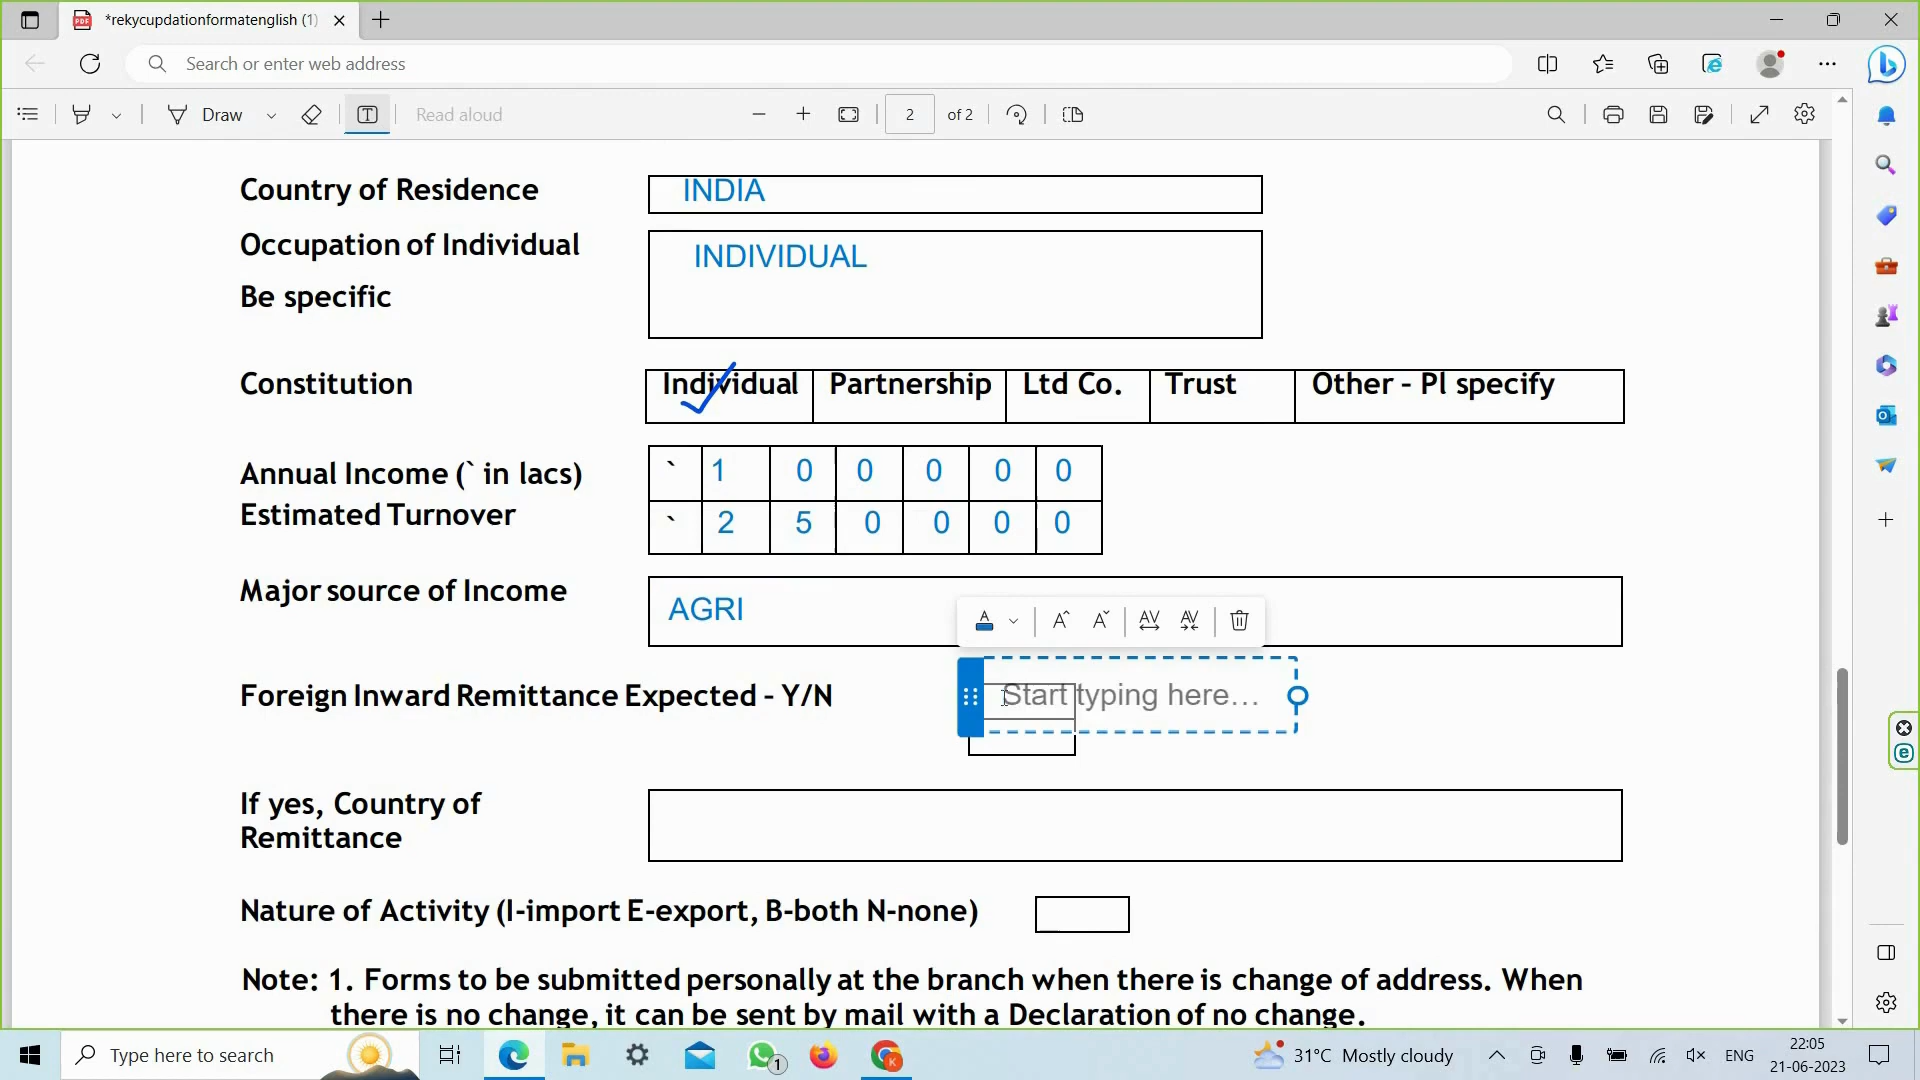 *rekycupdationformatenglish (1)
Search or enter web address
Draw
Read aloud
2 of 2
Country of Residence INDIA
Occupation of Individual INDIVIDUAL
Be specific
Constitution Individual Partnership Ltd Co. Trust Other – Pl specify
Annual Income (` in lacs) ` 1 0 0 0 0 0
Estimated Turnover ` 2 5 0 0 0 0
Major source of Income AGRI
Foreign Inward Remittance Expected – Y/N Start typing here...
If yes, Country of
Remittance
Nature of Activity (I-import E-export, B-both N-none)
Note: 1. Forms to be submitted personally at the branch when there is change of address. When
there is no change, it can be sent by mail with a Declaration of no change.
Type here to search
1
K
31°C Mostly cloudy
ENG
22:05
21-06-2023